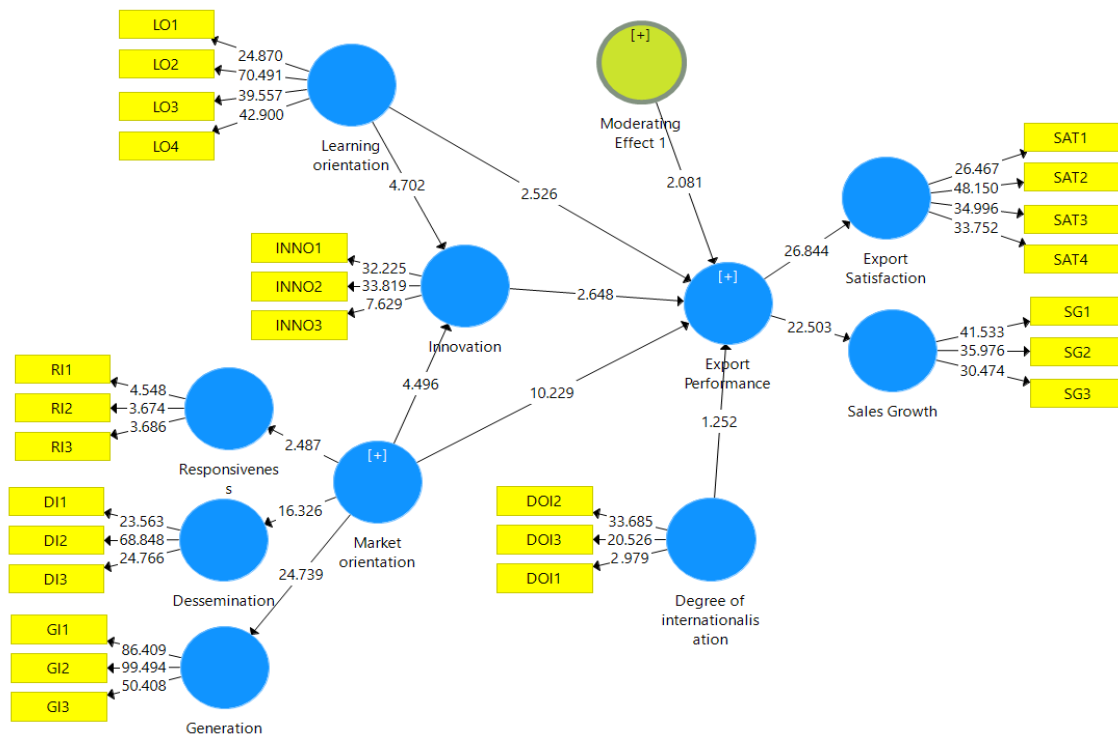 LO1
24.870
LO2
70.491
LO3
39.557
LO4
42.900
Learning
orientation
[+]
Moderating
Effect 1
4.702
2.526
2.081
SAT1
26.467
SAT2
48.150
SAT3
34.996
SAT4
33.752
Export
Satisfaction
26.844
INNO1
32.225
INNO2
33.819
INNO3
7.629
Innovation
2.648
[+]
Export
Performance
22.503
SG1
41.533
SG2
35.976
SG3
30.474
Sales Growth
RI1
4.548
RI2
3.674
RI3
3.686
Responsivenes
s
2.487
4.496
10.229
1.252
[+]
Market
orientation
DI1
23.563
DI2
68.848
DI3
24.766
Dessemination
16.326
24.739
DOI2
33.685
DOI3
20.526
DOI1
2.979
Degree of
internationalis
ation
GI1
86.409
GI2
99.494
GI3
50.408
Generation